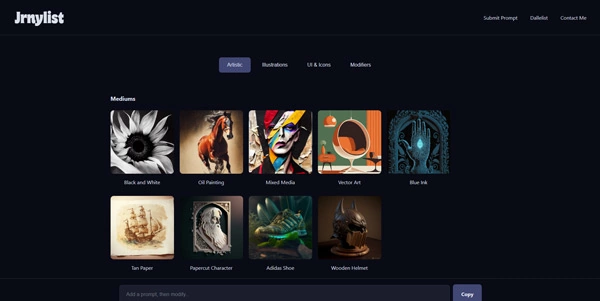 Jrnylist
Submit Prompt Dallelist Contact Me
Artistic Illustrations UI & Icons Modifiers
Mediums
Black and White Oil Painting Mixed Media Vector Art Blue Ink
Tan Paper Papercut Character Adidas Shoe Wooden Helmet
Add a prompt, then modify... Copy